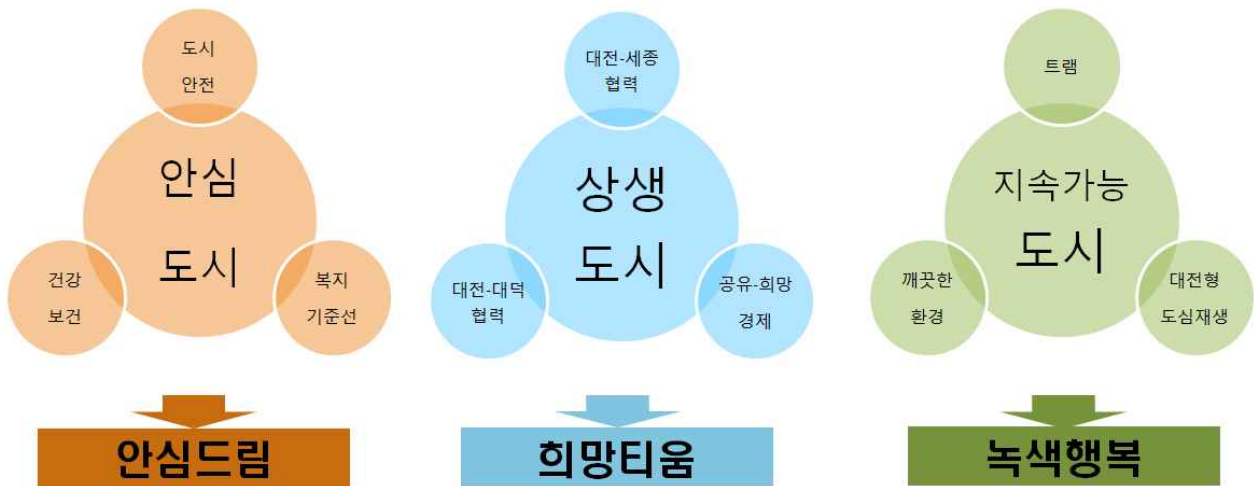 도시
안전
안심
도시
건강
보건
복지
기준선
안심드림
대전-세종
협력
상생
도시
대전-대덕
협력
공유-희망
경제
희망티움
트램
지속가능
도시
깨끗한
환경
대전형
도심재생
녹색행복